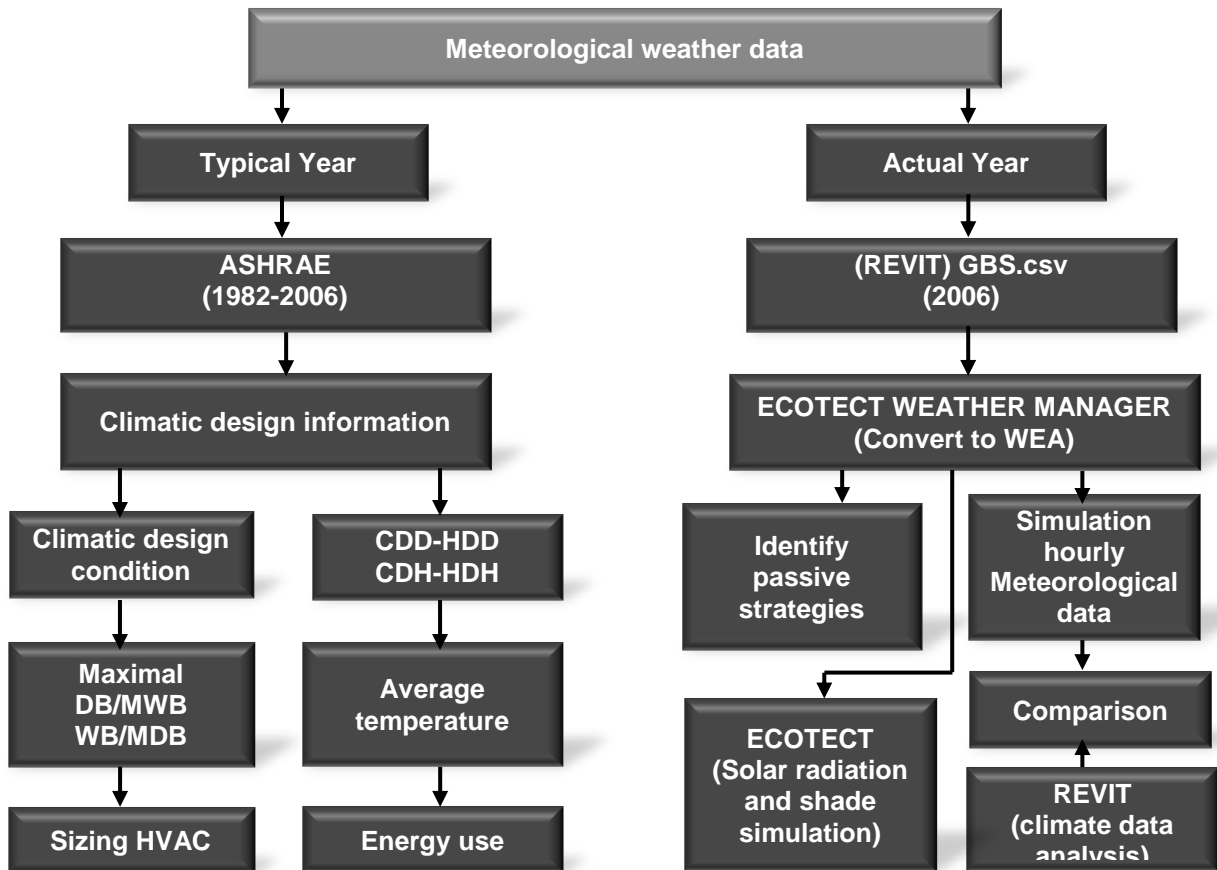 Meteorological weather data
Typical Year
Actual Year
ASHRAE
(1982-2006)
(REVIT) GBS.csv
(2006)
Climatic design information
ECOTECT WEATHER MANAGER
(Convert to WEA)
Climatic design
condition
CDD-HDD
CDH-HDH
Identify
passive
strategies
Simulation
hourly
Meteorological
data
Maximal
DB/MWB
WB/MDB
Average
temperature
ECOTECT
(Solar radiation
and shade
simulation)
Comparison
Sizing HVAC
Energy use
REVIT
(climate data
analysis)